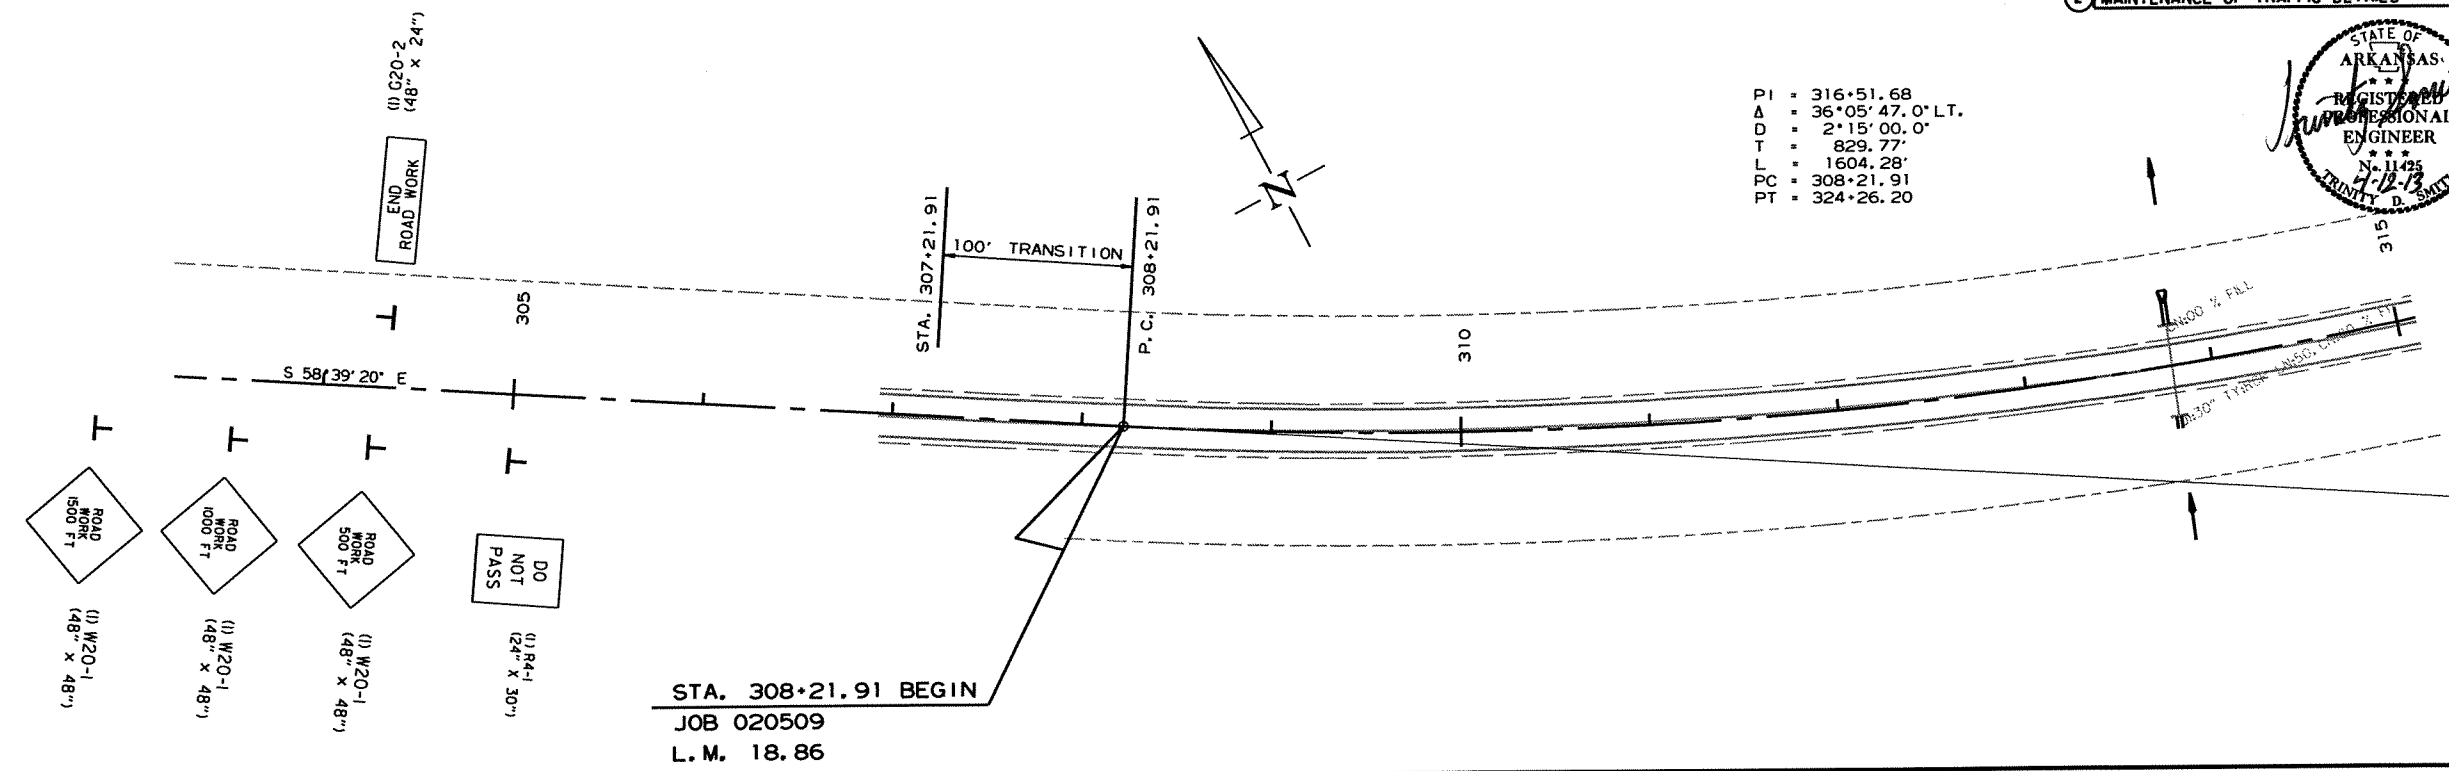 2 MAINTENANCE OF TRAFFIC DETAILS
STATE OF
ARKANSAS
★ ★ ★
REGISTERED
PROFESSIONAL
ENGINEER
★ ★ ★
No. 11425
7-12-13
TRINITY D. SMITH
PI = 316+51.68
Δ = 36°05'47.0" LT.
D = 2°15'00.0"
T = 829.77'
L = 1604.28'
PC = 308+21.91
PT = 324+26.20
(1) G20-2
(48" x 24")
END
ROAD WORK
N
STA. 307+21.91
100' TRANSITION
P.C. 308+21.91
305
310
315
S 58°39'20" E
ROAD
WORK
1500 FT
(1) W20-1
(48" x 48")
ROAD
WORK
1000 FT
(1) W20-1
(48" x 48")
ROAD
WORK
500 FT
(1) W20-1
(48" x 48")
DO
NOT
PASS
(1) R4-1
(24" X 30")
STA. 308+21.91 BEGIN
JOB 020509
L.M. 18.86